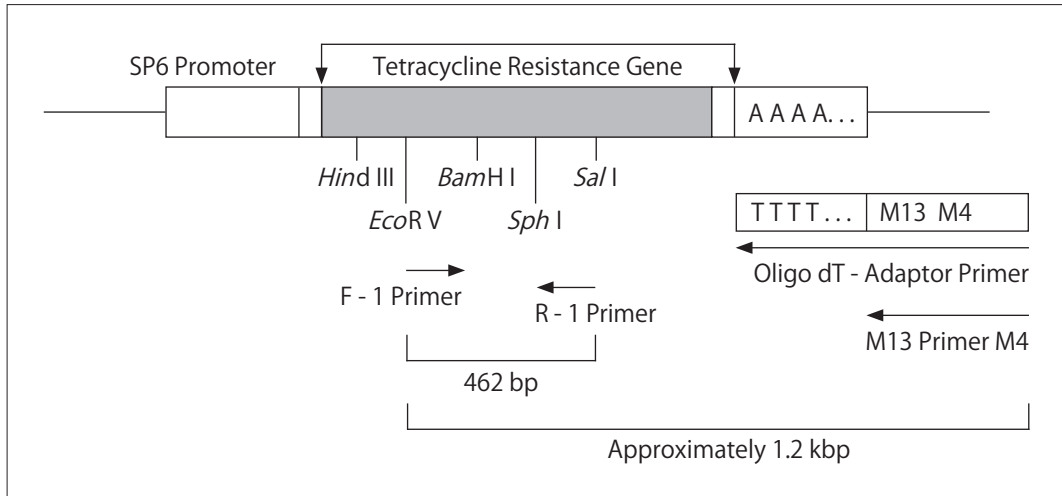 SP6 Promoter
Tetracycline Resistance Gene
A A A A. . .
Hind III
BamH I
Sal I
EcoR V
Sph I
T T T T . . .
M13 M4
Oligo dT - Adaptor Primer
F - 1 Primer
R - 1 Primer
M13 Primer M4
462 bp
Approximately 1.2 kbp